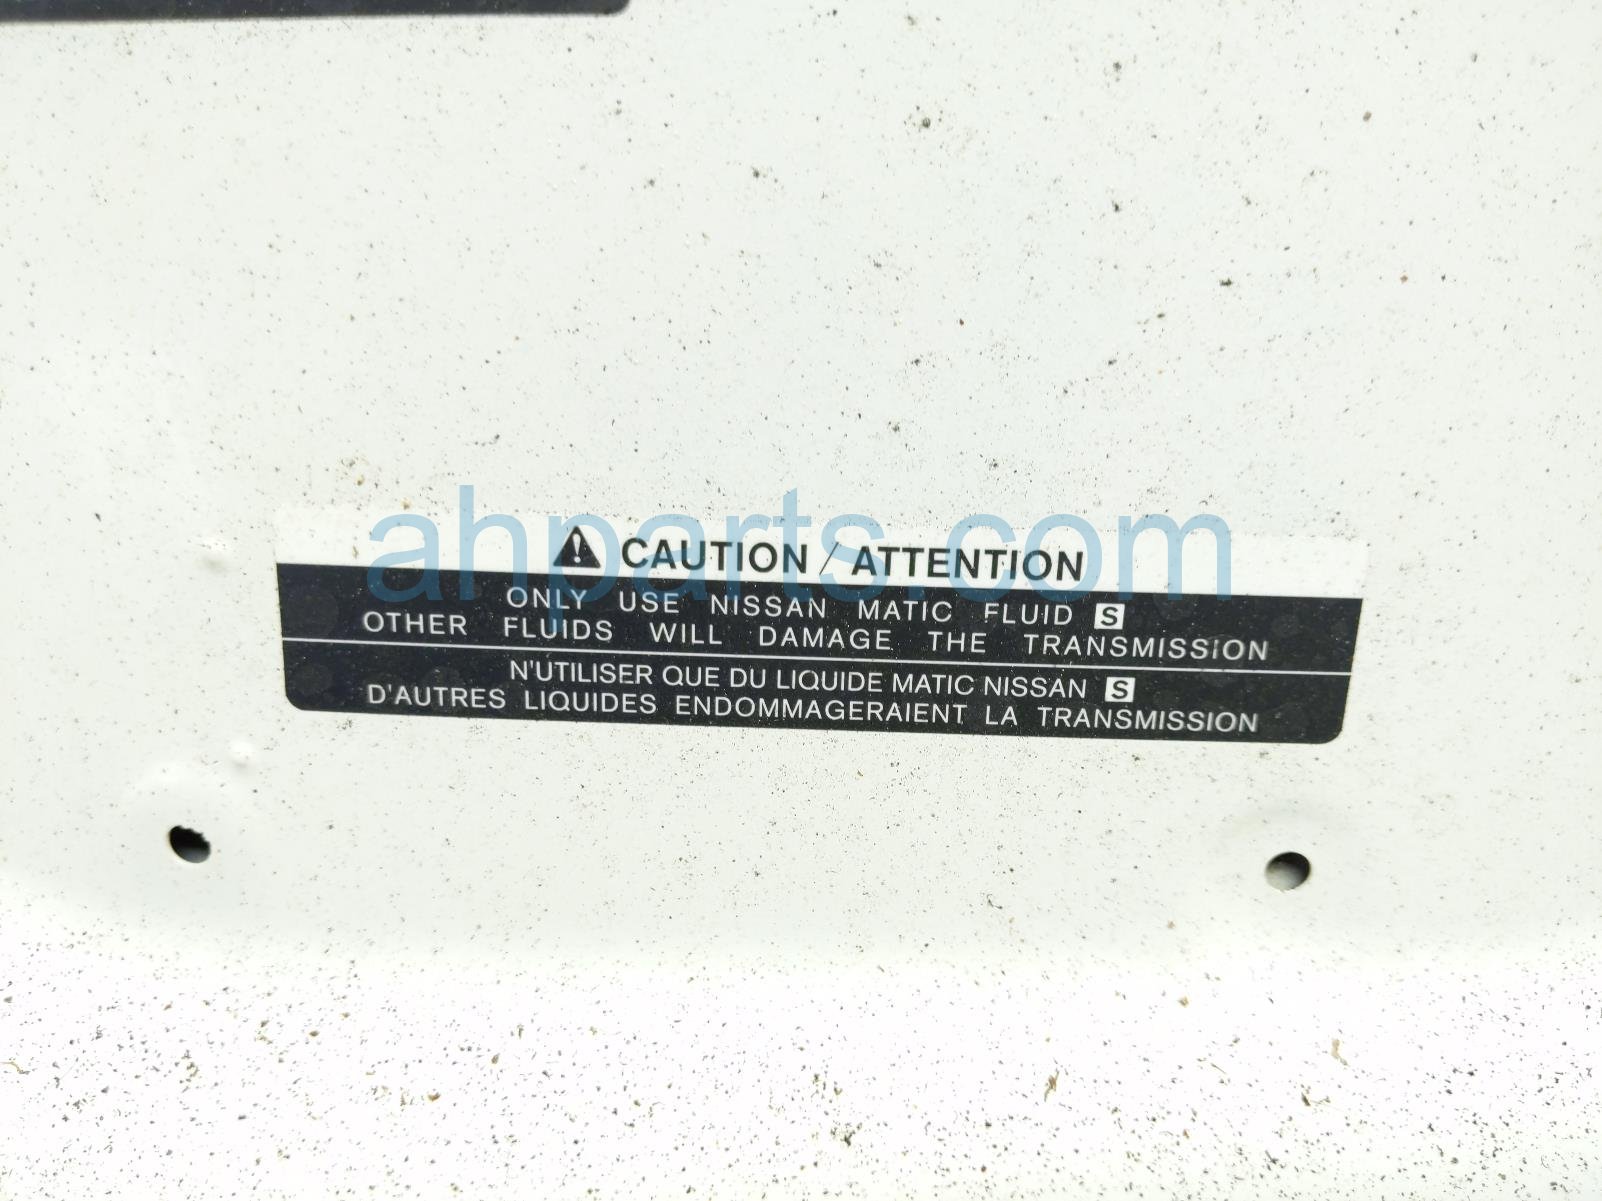 CAUTION / ATTENTION
ONLY USE NISSAN MATIC FLUID S
OTHER FLUIDS WILL DAMAGE THE TRANSMISSION
N'UTILISER QUE DU LIQUIDE MATIC NISSAN S
D'AUTRES LIQUIDES ENDOMMAGERAIENT LA TRANSMISSION
ahparts.com